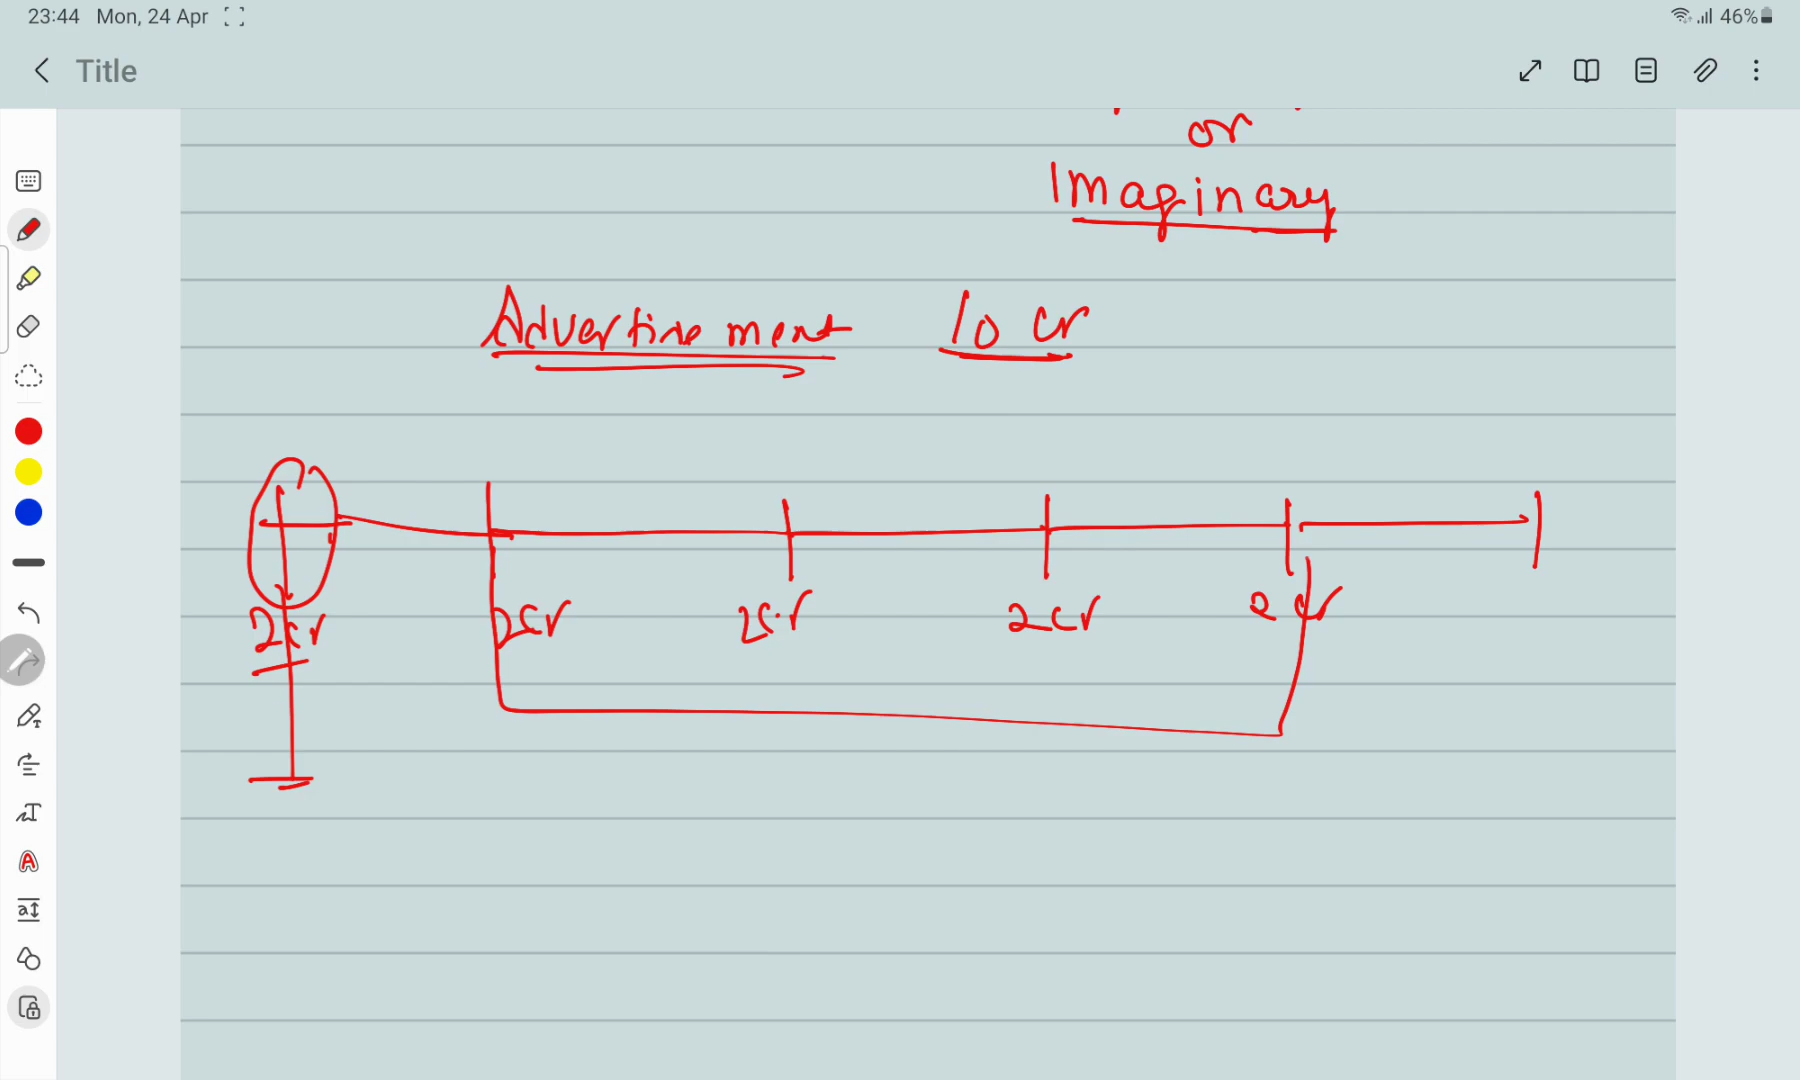 23:44 Mon, 24 Apr 46%
Title
or
Imaginary
Advertisement 10 cr
2cr 2cr 2cr 2cr 2cr